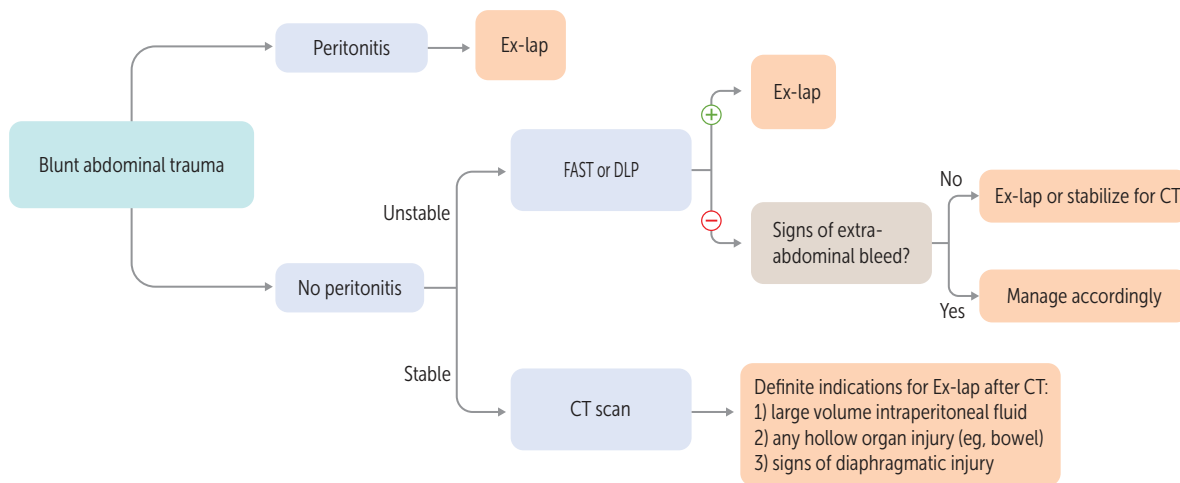 Peritonitis
Ex-lap
Blunt abdominal trauma
FAST or DLP
Ex-lap
+
Unstable
−
Signs of extra-
abdominal bleed?
No
Ex-lap or stabilize for CT
Yes
Manage accordingly
No peritonitis
Stable
CT scan
Definite indications for Ex-lap after CT:
1) large volume intraperitoneal fluid
2) any hollow organ injury (eg, bowel)
3) signs of diaphragmatic injury